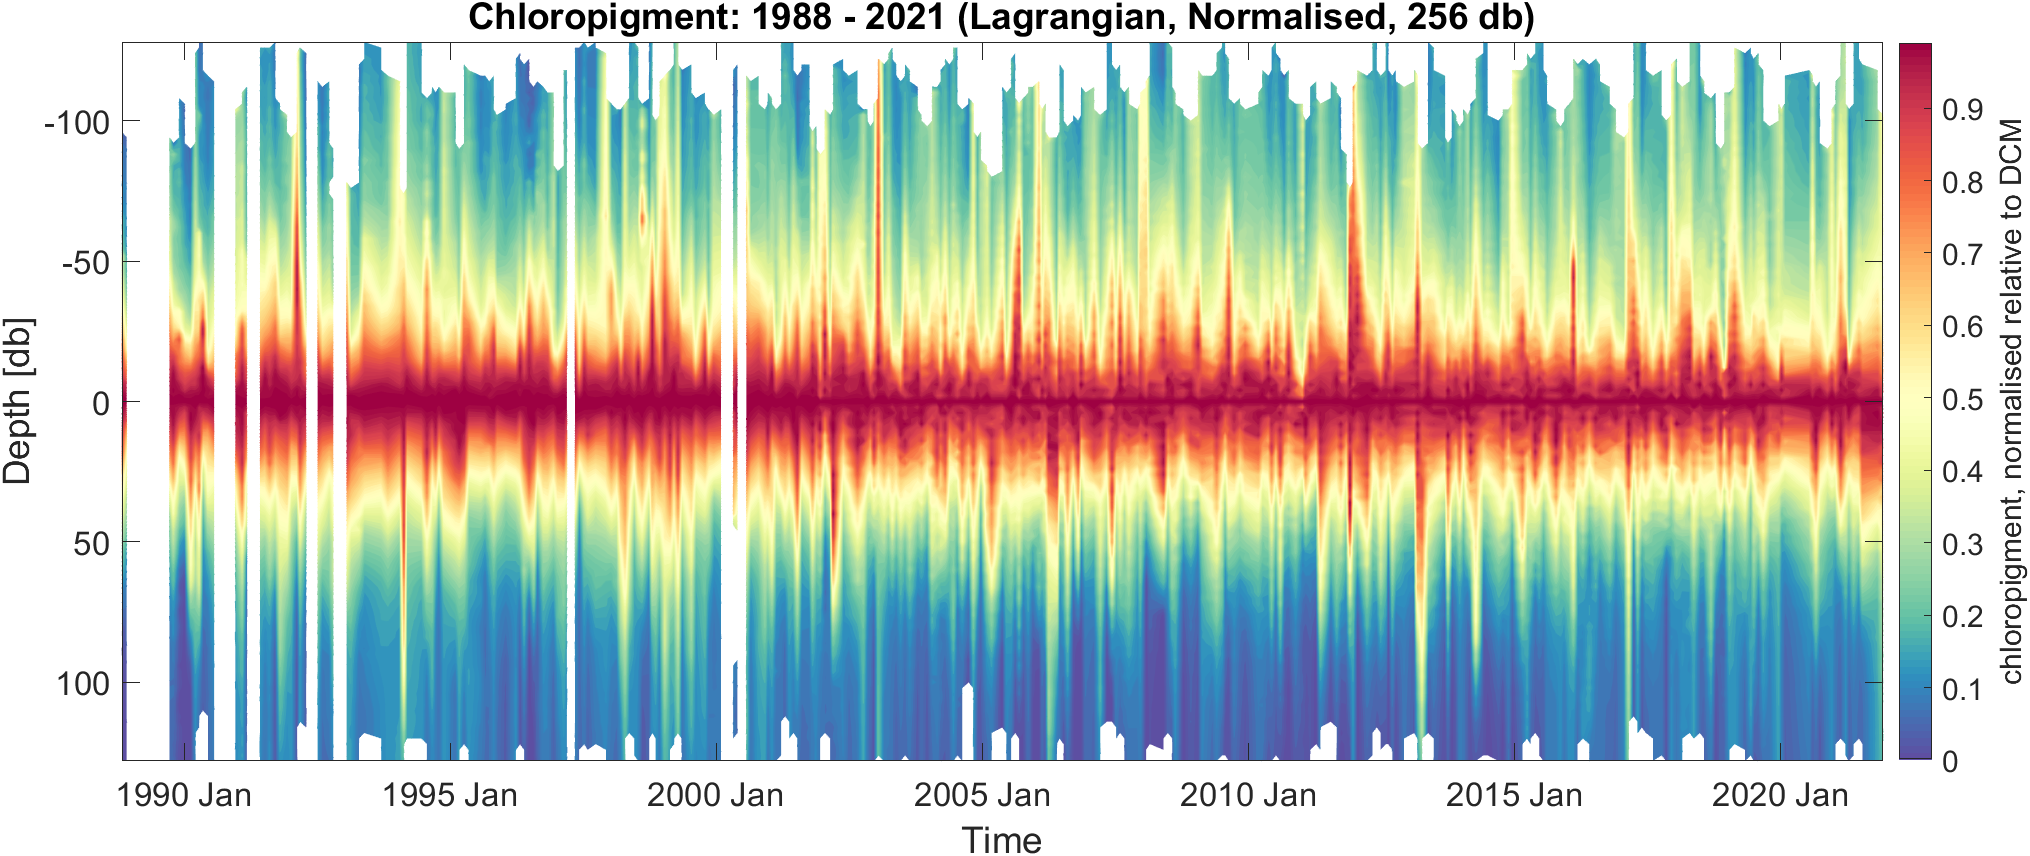 Chloropigment: 1988 - 2021 (Lagrangian, Normalised, 256 db)
-100
-50
0
50
100
Depth [db]
1990 Jan
1995 Jan
2000 Jan
2005 Jan
2010 Jan
2015 Jan
2020 Jan
Time
0.9
0.8
0.7
0.6
0.5
0.4
0.3
0.2
0.1
0
chloropigment, normalised relative to DCM